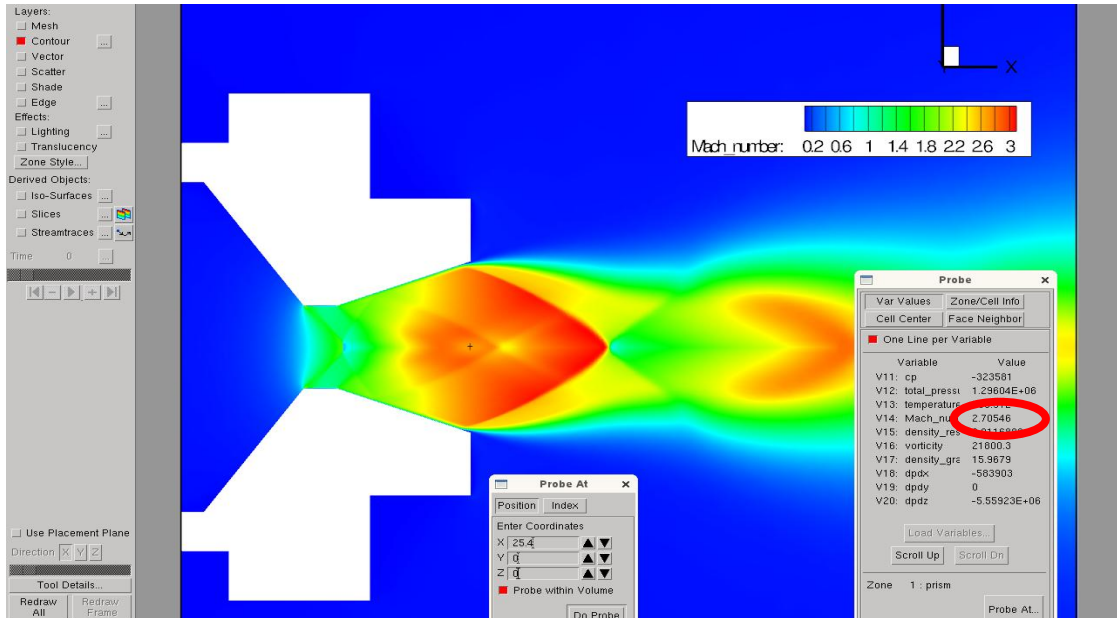 Layers:
Mesh
Contour ...
Vector
Scatter
Shade
Edge ...
Effects:
Lighting ...
Translucency
Zone Style...
Derived Objects:
Iso-Surfaces ...
Slices ...
Streamtraces ...
Time 0 ...
Use Placement Plane
Direction X Y Z
Tool Details...
Redraw All
Redraw Frame
X
Mach_number: 0.2 0.6 1 1.4 1.8 2.2 2.6 3
Probe At
Position Index
Enter Coordinates
X 25.4
Y 0
Z 0
Probe within Volume
Do Probe
Probe
Var Values Zone/Cell Info
Cell Center Face Neighbor
One Line per Variable
Variable Value
V11: cp -323581
V12: total_pressu 1.29604E+06
V13: temperature
V14: Mach_nu 2.70546
V15: density_res
V16: vorticity 21800.3
V17: density_gra 15.9679
V18: dpdx -583903
V19: dpdy 0
V20: dpdz -5.55923E+06
Load Variables...
Scroll Up Scroll Dn
Zone 1 : prism
Probe At...